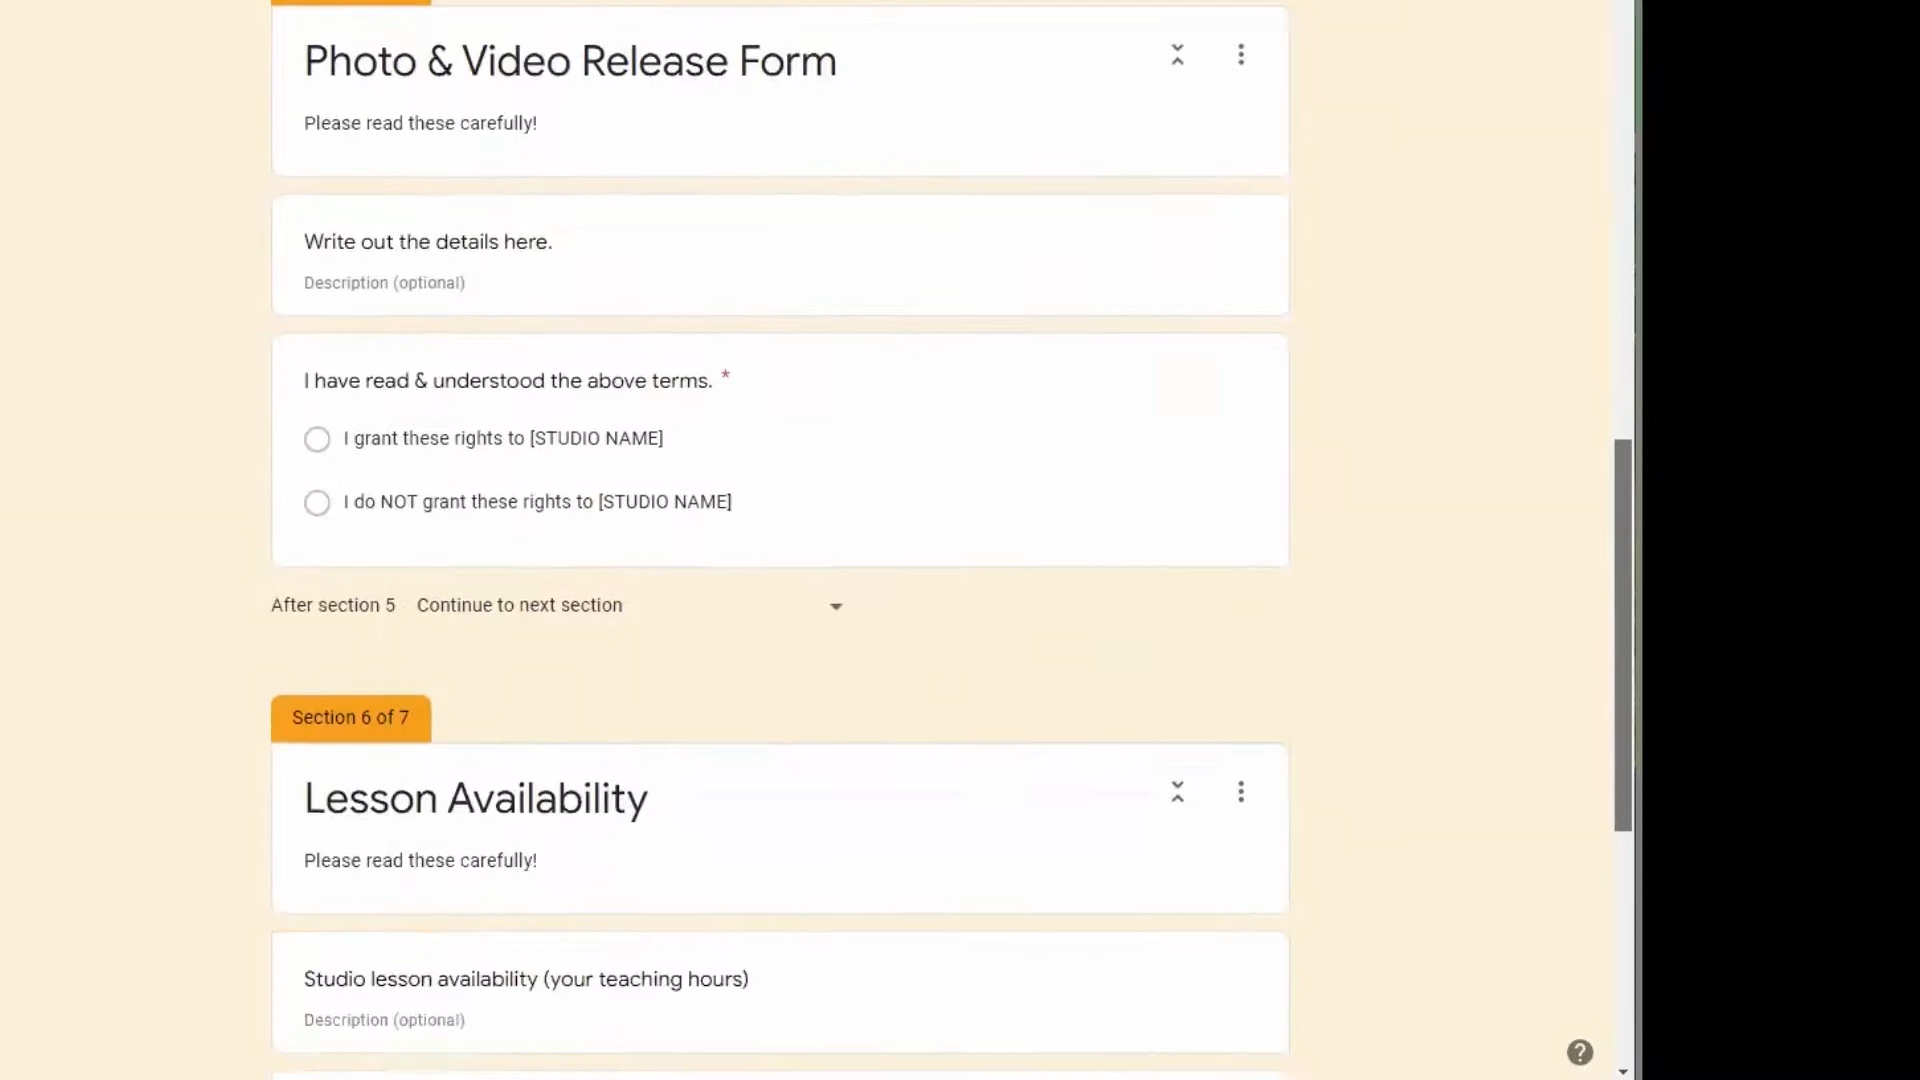 Photo & Video Release Form
Please read these carefully!
Write out the details here.
Description (optional)
I have read & understood the above terms. *
I grant these rights to [STUDIO NAME]
I do NOT grant these rights to [STUDIO NAME]
After section 5 Continue to next section
Section 6 of 7
Lesson Availability
Please read these carefully!
Studio lesson availability (your teaching hours)
Description (optional)